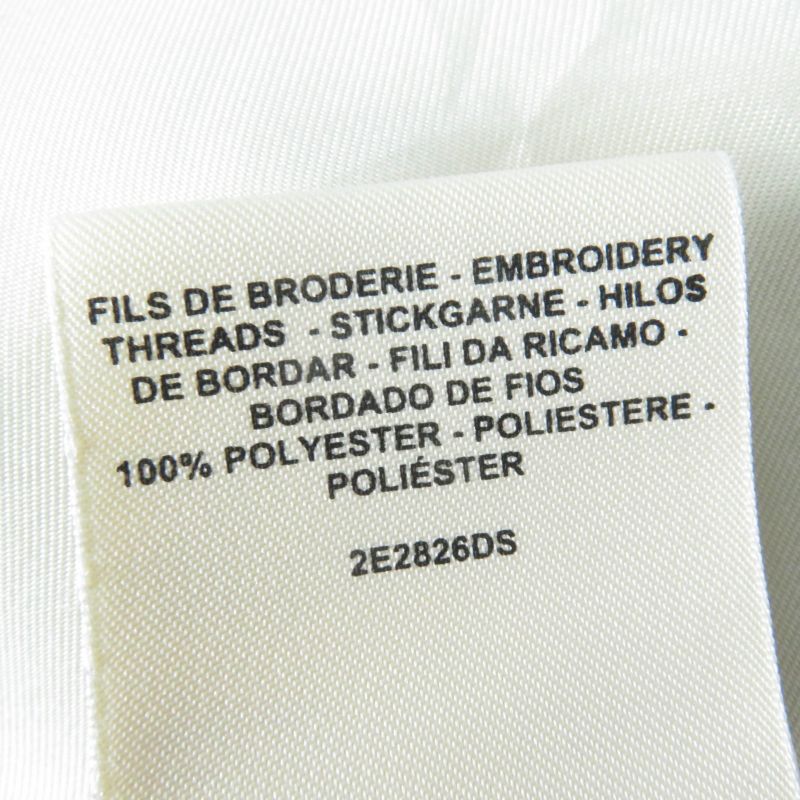 FILS DE BRODERIE - EMBROIDERY
THREADS - STICKGARNE - HILOS
DE BORDAR - FILI DA RICAMO -
BORDADO DE FIOS
100% POLYESTER - POLIESTERE -
POLIÉSTER
2E2826DS